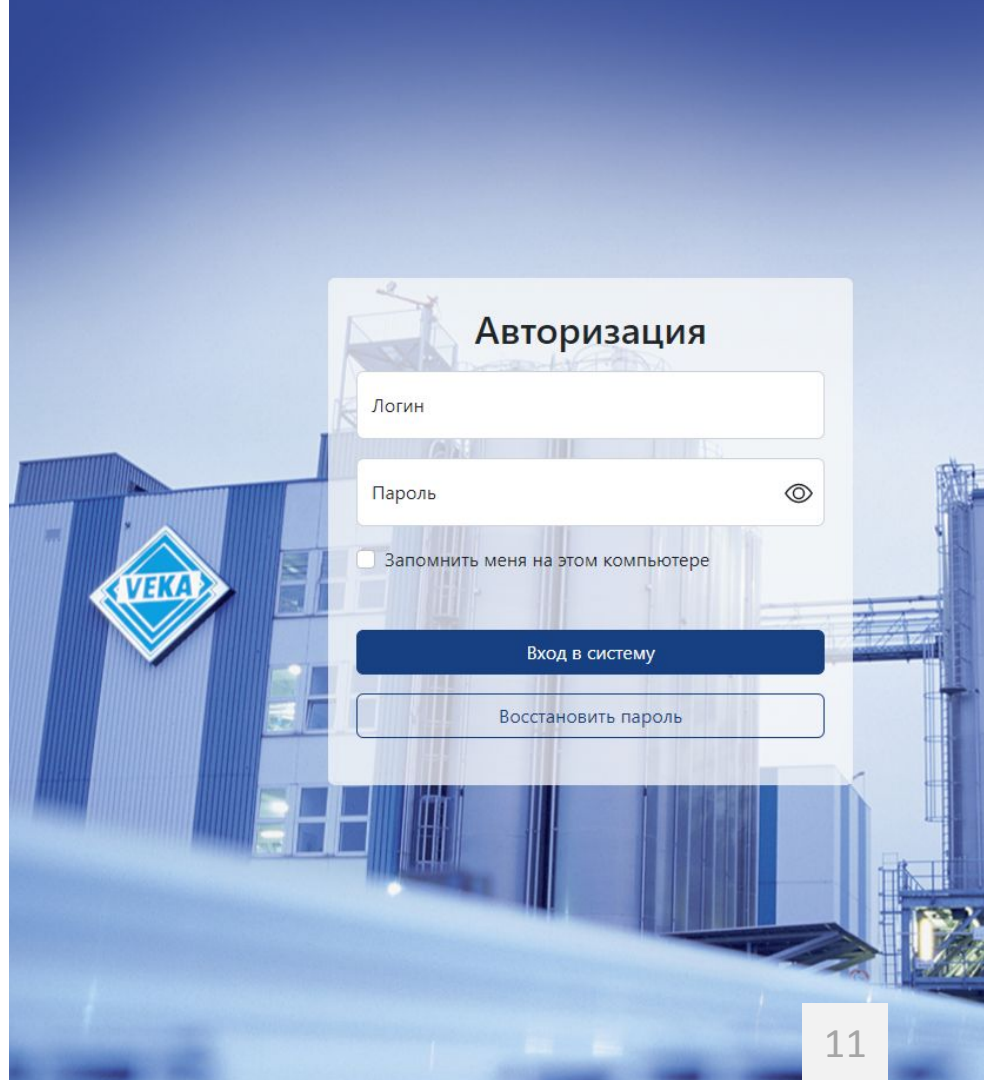 Авторизация
Логин
Пароль
Запомнить меня на этом компьютере
VEKA
Вход в систему
Восстановить пароль
11